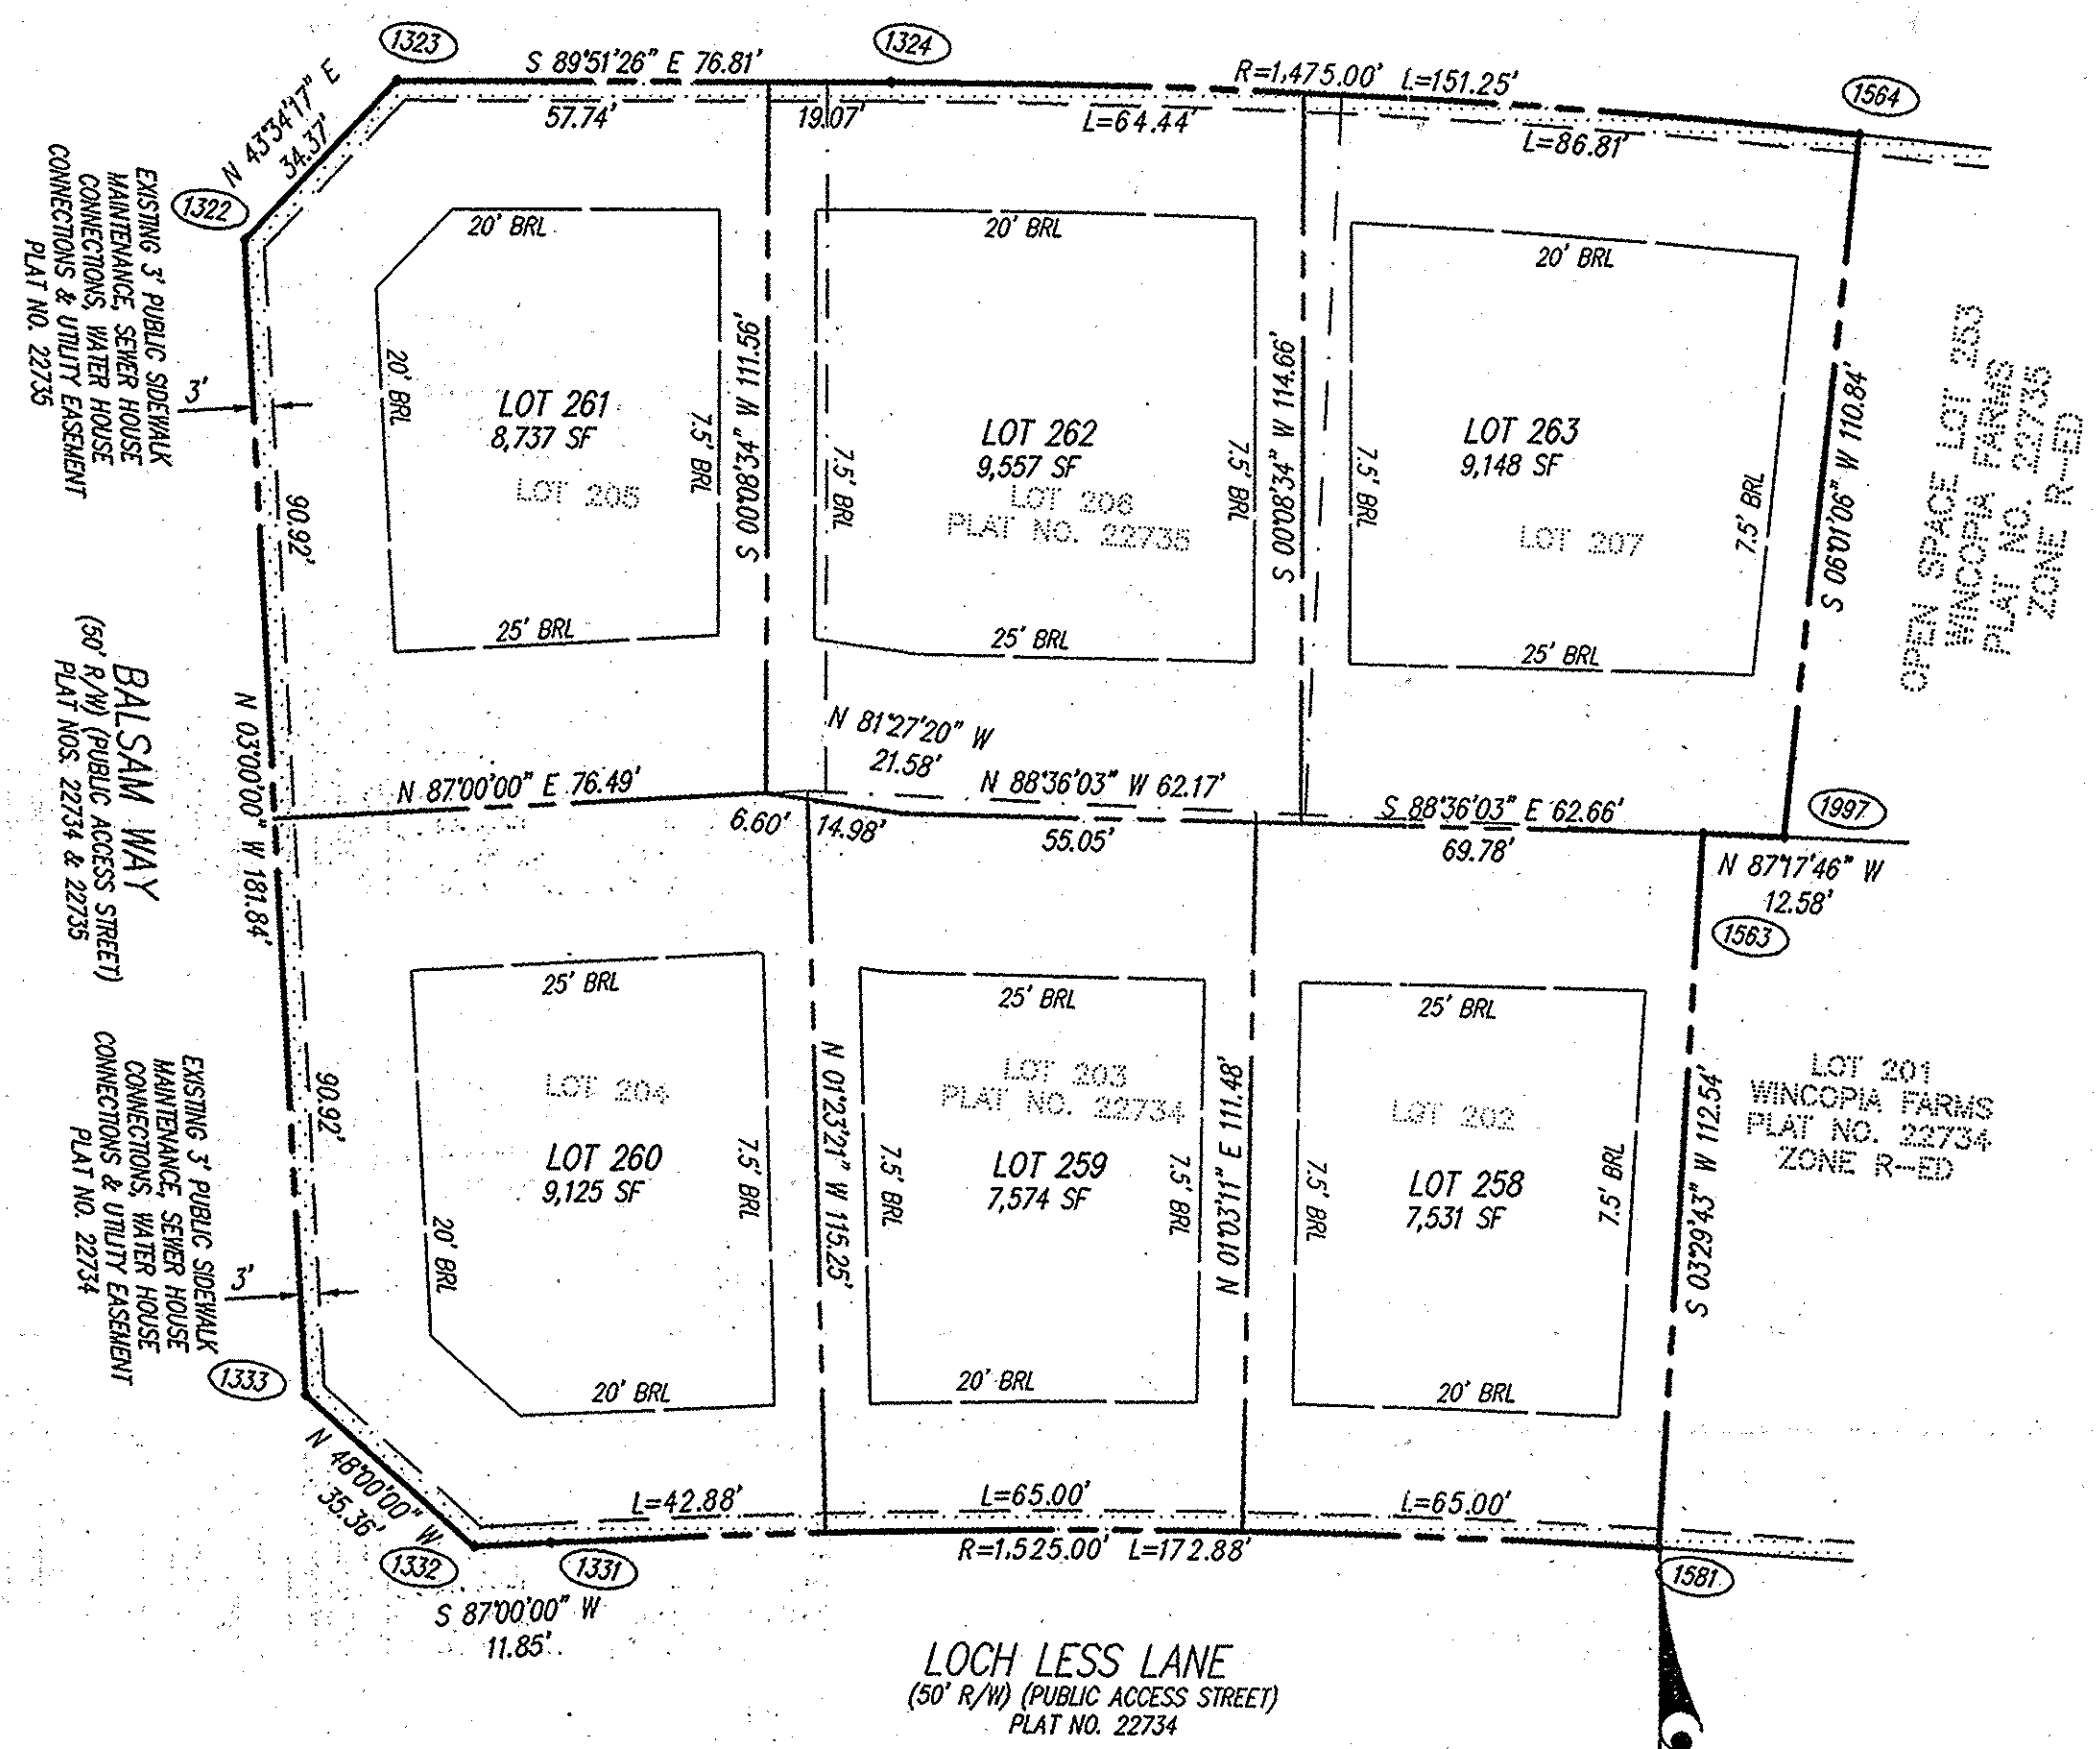 1323
S 89°51'26" E 76.81'
1324
R=1,475.00' L=151.25'
1564
N 43°34'17" E
34.37'
57.74'
19.07'
L=64.44'
L=86.81'
1322
EXISTING 3' PUBLIC SIDEWALK
MAINTENANCE, SEWER HOUSE
CONNECTIONS, WATER HOUSE
CONNECTIONS & UTILITY EASEMENT
PLAT NO. 22735
3'
20' BRL
20' BRL
LOT 261
8,737 SF
LOT 205
7.5' BRL
25' BRL
S 00°08'34" W 111.56'
20' BRL
7.5' BRL
LOT 262
9,557 SF
LOT 206
PLAT NO. 22735
7.5' BRL
25' BRL
S 00°08'34" W 114.66'
20' BRL
7.5' BRL
LOT 263
9,148 SF
LOT 207
7.5' BRL
25' BRL
S 06°01'06" W 110.84'
OPEN SPACE LOT 253
WINCOPIA FARMS
PLAT NO. 22735
ZONE R-ED
90.92'
BALSAM WAY
(50' R/W) (PUBLIC ACCESS STREET)
PLAT NOS. 22734 & 22735
N 03°00'00" W 181.84'
N 87°00'00" E 76.49'
N 81°27'20" W
21.58'
N 88°36'03" W 62.17'
S 88°36'03" E 62.66'
1997
6.60'
14.98'
55.05'
69.78'
N 87°17'46" W
12.58'
1563
90.92'
EXISTING 3' PUBLIC SIDEWALK
MAINTENANCE, SEWER HOUSE
CONNECTIONS, WATER HOUSE
CONNECTIONS & UTILITY EASEMENT
PLAT NO. 22734
3'
25' BRL
LOT 204
LOT 260
9,125 SF
7.5' BRL
20' BRL
20' BRL
N 01°23'21" W 115.25'
25' BRL
LOT 203
PLAT NO. 22734
7.5' BRL
LOT 259
7,574 SF
7.5' BRL
20' BRL
N 01°03'11" E 111.48'
25' BRL
LOT 202
7.5' BRL
LOT 258
7,531 SF
7.5' BRL
20' BRL
S 03°29'43" W 112.54'
LOT 201
WINCOPIA FARMS
PLAT NO. 22734
ZONE R-ED
1333
N 48°00'00" W
35.36'
L=42.88'
L=65.00'
L=65.00'
1332
1331
R=1,525.00' L=172.88'
1581
S 87°00'00" W
11.85'
LOCH LESS LANE
(50' R/W) (PUBLIC ACCESS STREET)
PLAT NO. 22734